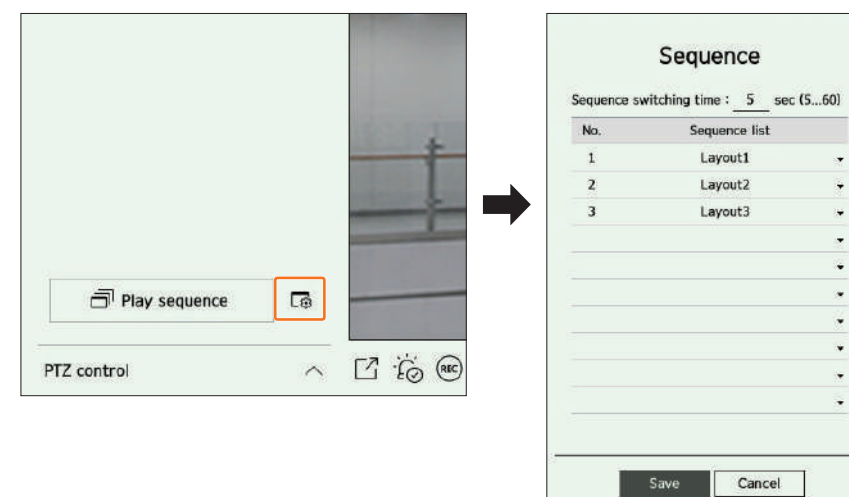 Play sequence
PTZ control
REC
Sequence
Sequence switching time : 5 sec (5...60)
No. Sequence list
1 Layout1
2 Layout2
3 Layout3
Save Cancel